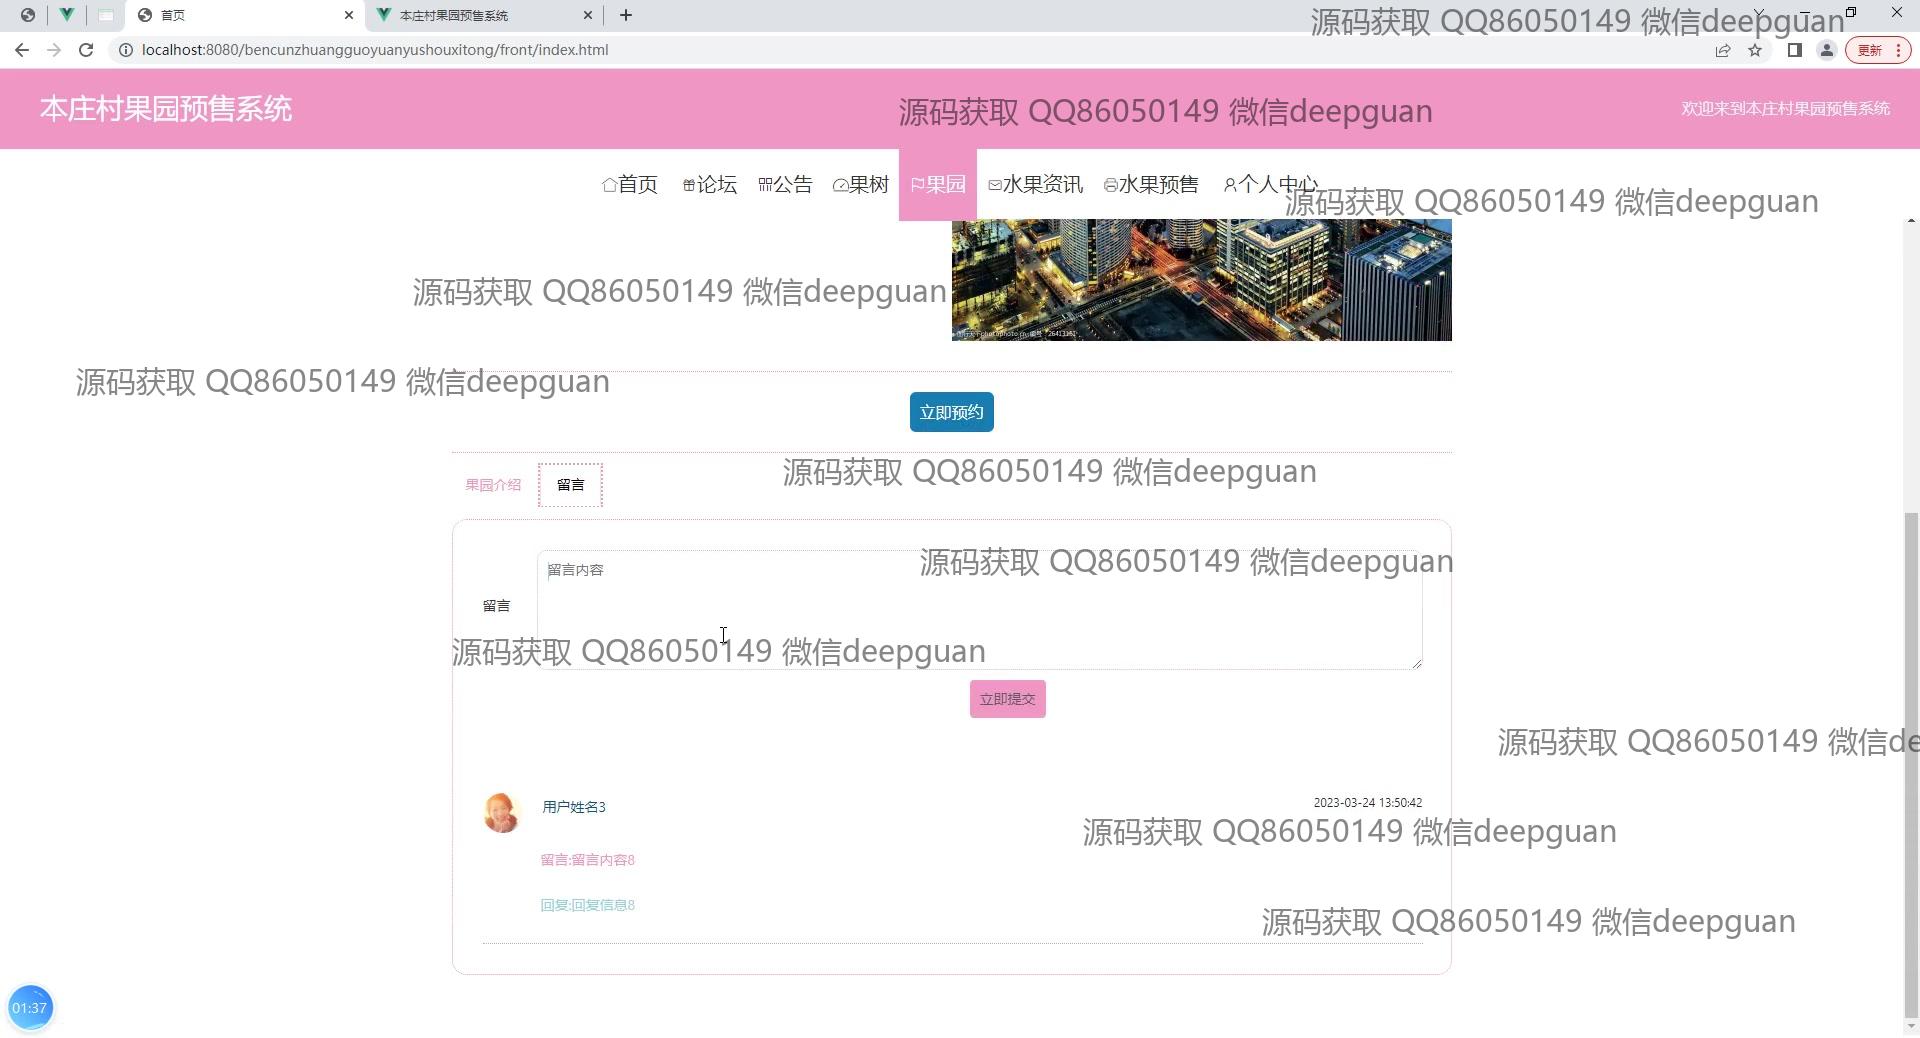 首页
本庄村果园预售系统
源码获取 QQ86050149 微信deepguan
localhost:8080/bencunzhuangguoyuanyushouxitong/front/index.html
更新
本庄村果园预售系统
源码获取 QQ86050149 微信deepguan
欢迎来到本庄村果园预售系统
首页 论坛 公告 果树 果园 水果资讯 水果预售 个人中心
源码获取 QQ86050149 微信deepguan
源码获取 QQ86050149 微信deepguan
源码获取 QQ86050149 微信deepguan
立即预约
源码获取 QQ86050149 微信deepguan
果园介绍 留言
留言内容
源码获取 QQ86050149 微信deepguan
留言
源码获取 QQ86050149 微信deepguan
立即提交
源码获取 QQ86050149 微信de
用户姓名3
2023-03-24 13:50:42
源码获取 QQ86050149 微信deepguan
留言:留言内容8
回复:回复信息8
源码获取 QQ86050149 微信deepguan
01:37